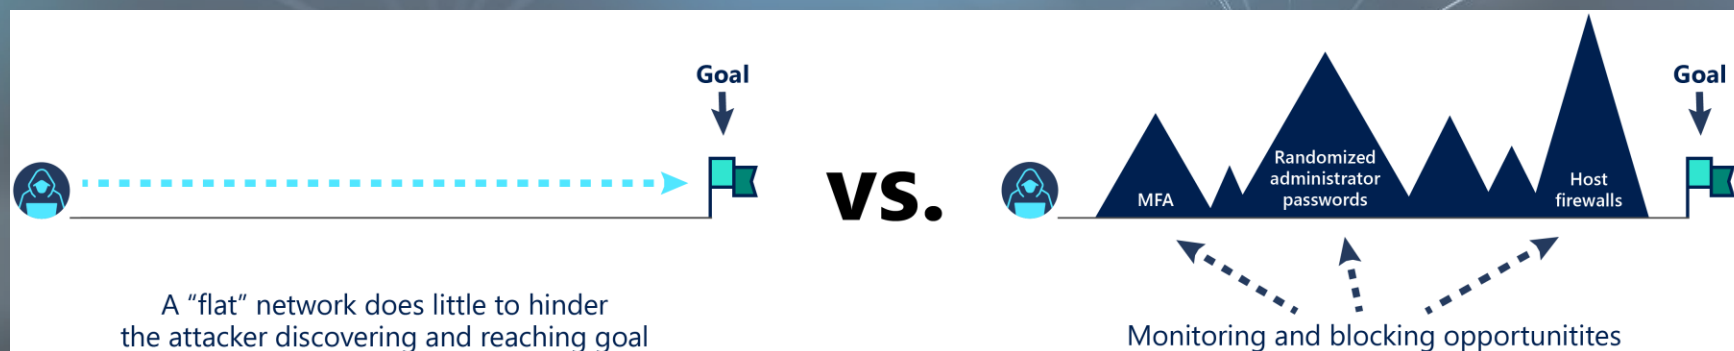 Goal
A “flat” network does little to hinder
the attacker discovering and reaching goal
vs.
Goal
MFA
Randomized
administrator
passwords
Host
firewalls
Monitoring and blocking opportunitites